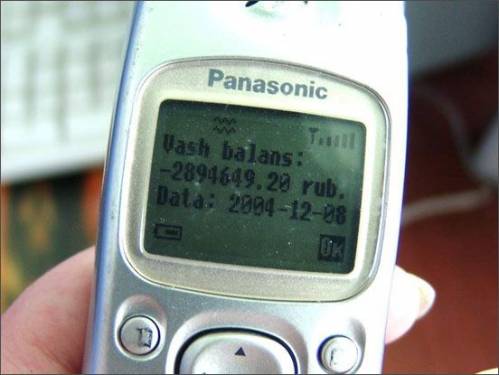 Panasonic
Vash balans:
-2894649.20 rub.
Data: 2004-12-08
OK